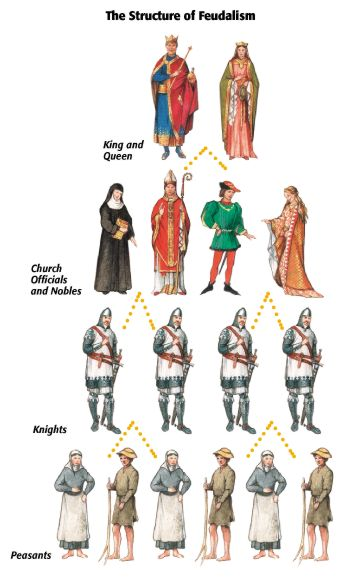 The Structure of Feudalism
King and
Queen
Church
Officials
and Nobles
Knights
Peasants